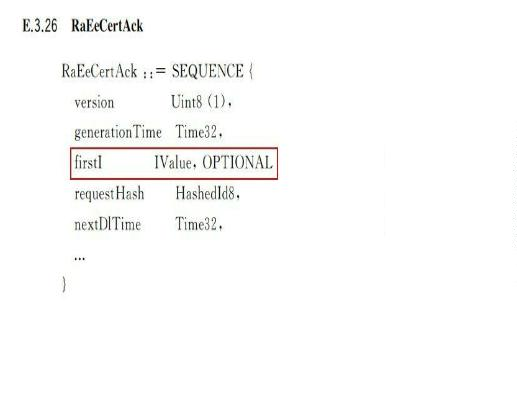 E.3.26 RaEeCertAck
RaEeCertAck ::= SEQUENCE {
version Uint8 (1),
generationTime Time32,
firstI IValue, OPTIONAL
requestHash HashedId8,
nextDlTime Time32,
...
}